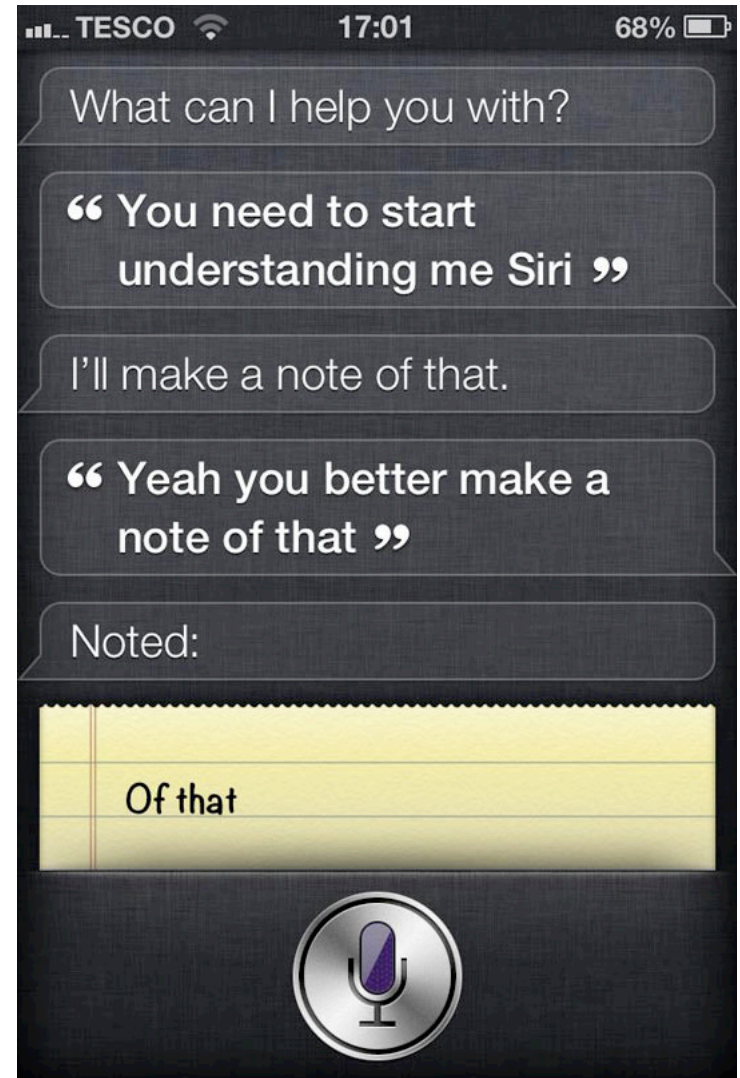 TESCO 17:01 68%
What can I help you with?
“ You need to start
understanding me Siri ”
I’ll make a note of that.
“ Yeah you better make a
note of that ”
Noted:
Of that